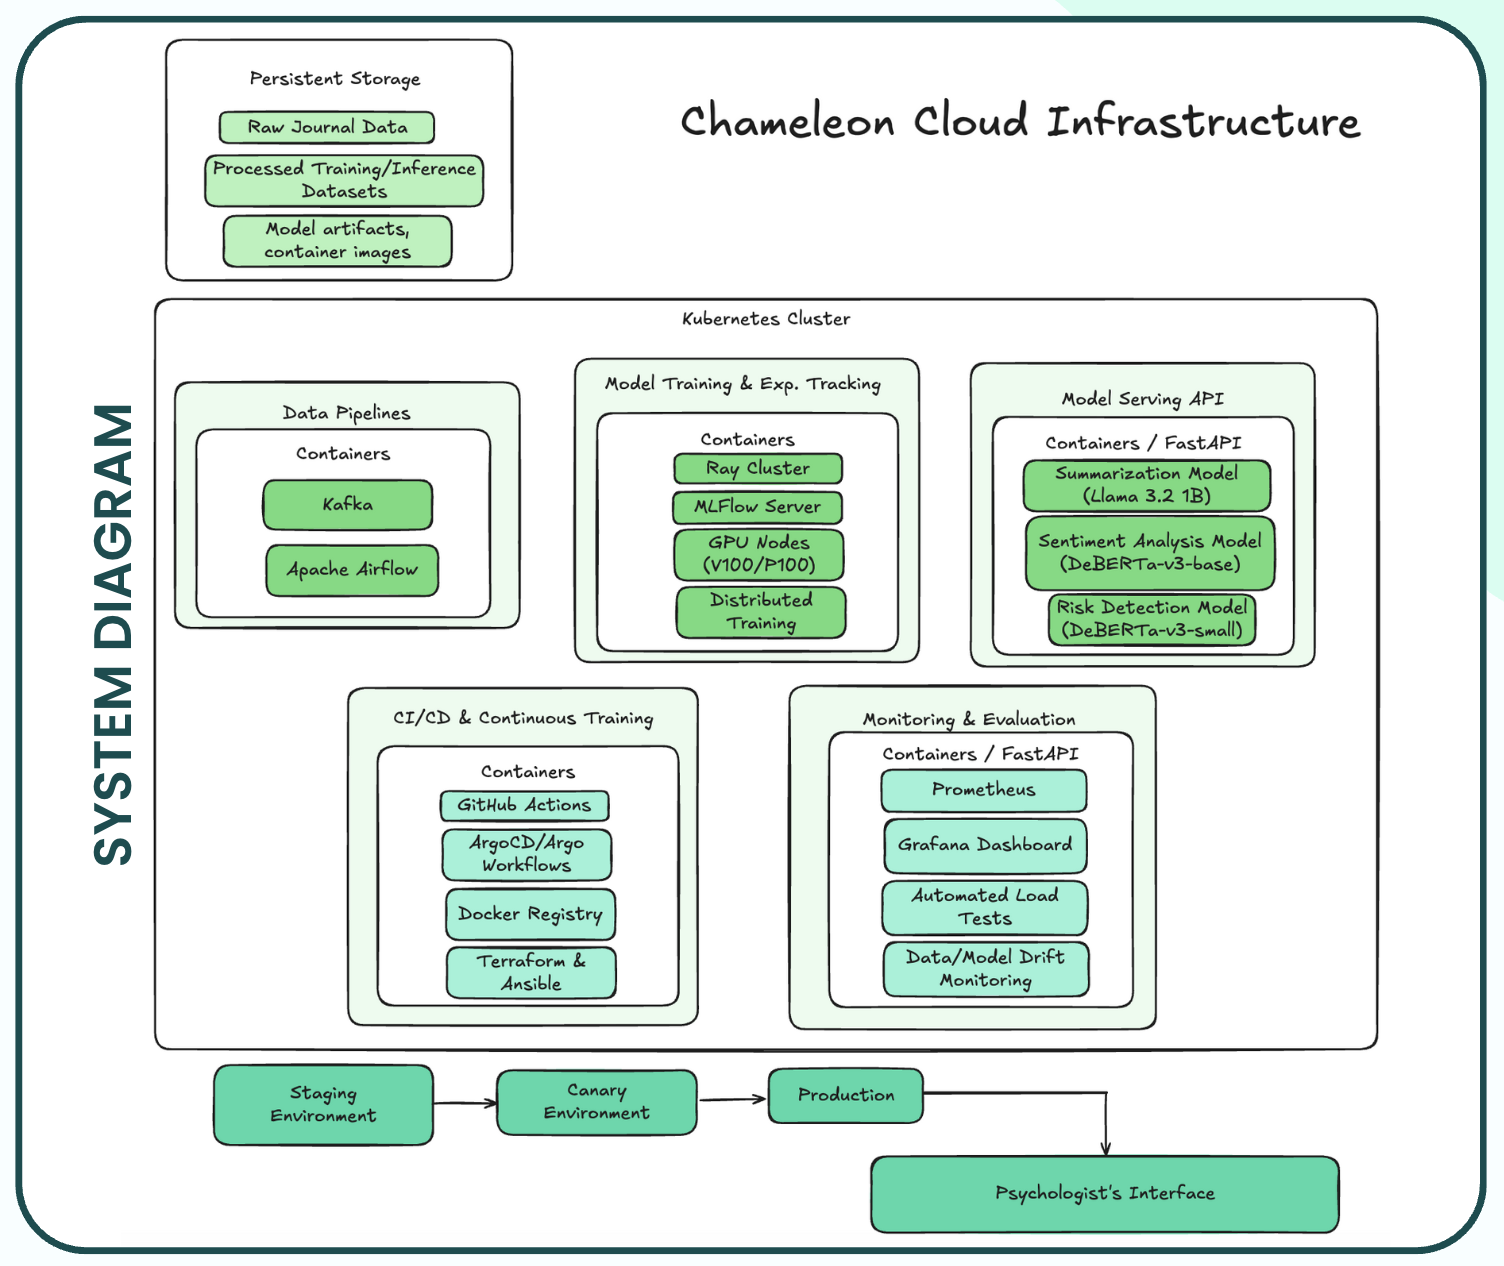 SYSTEM DIAGRAM
Chameleon Cloud Infrastructure
Persistent Storage
Raw Journal Data
Processed Training/Inference
Datasets
Model artifacts,
container images
Kubernetes Cluster
Data Pipelines
Containers
Kafka
Apache Airflow
Model Training & Exp. Tracking
Containers
Ray Cluster
MLFlow Server
GPU Nodes
(V100/P100)
Distributed
Training
Model Serving API
Containers / FastAPI
Summarization Model
(Llama 3.2 1B)
Sentiment Analysis Model
(DeBERTa-v3-base)
Risk Detection Model
(DeBERTa-v3-small)
CI/CD & Continuous Training
Containers
GitHub Actions
ArgoCD/Argo
Workflows
Docker Registry
Terraform &
Ansible
Monitoring & Evaluation
Containers / FastAPI
Prometheus
Grafana Dashboard
Automated Load
Tests
Data/Model Drift
Monitoring
Staging
Environment
Canary
Environment
Production
Psychologist's Interface